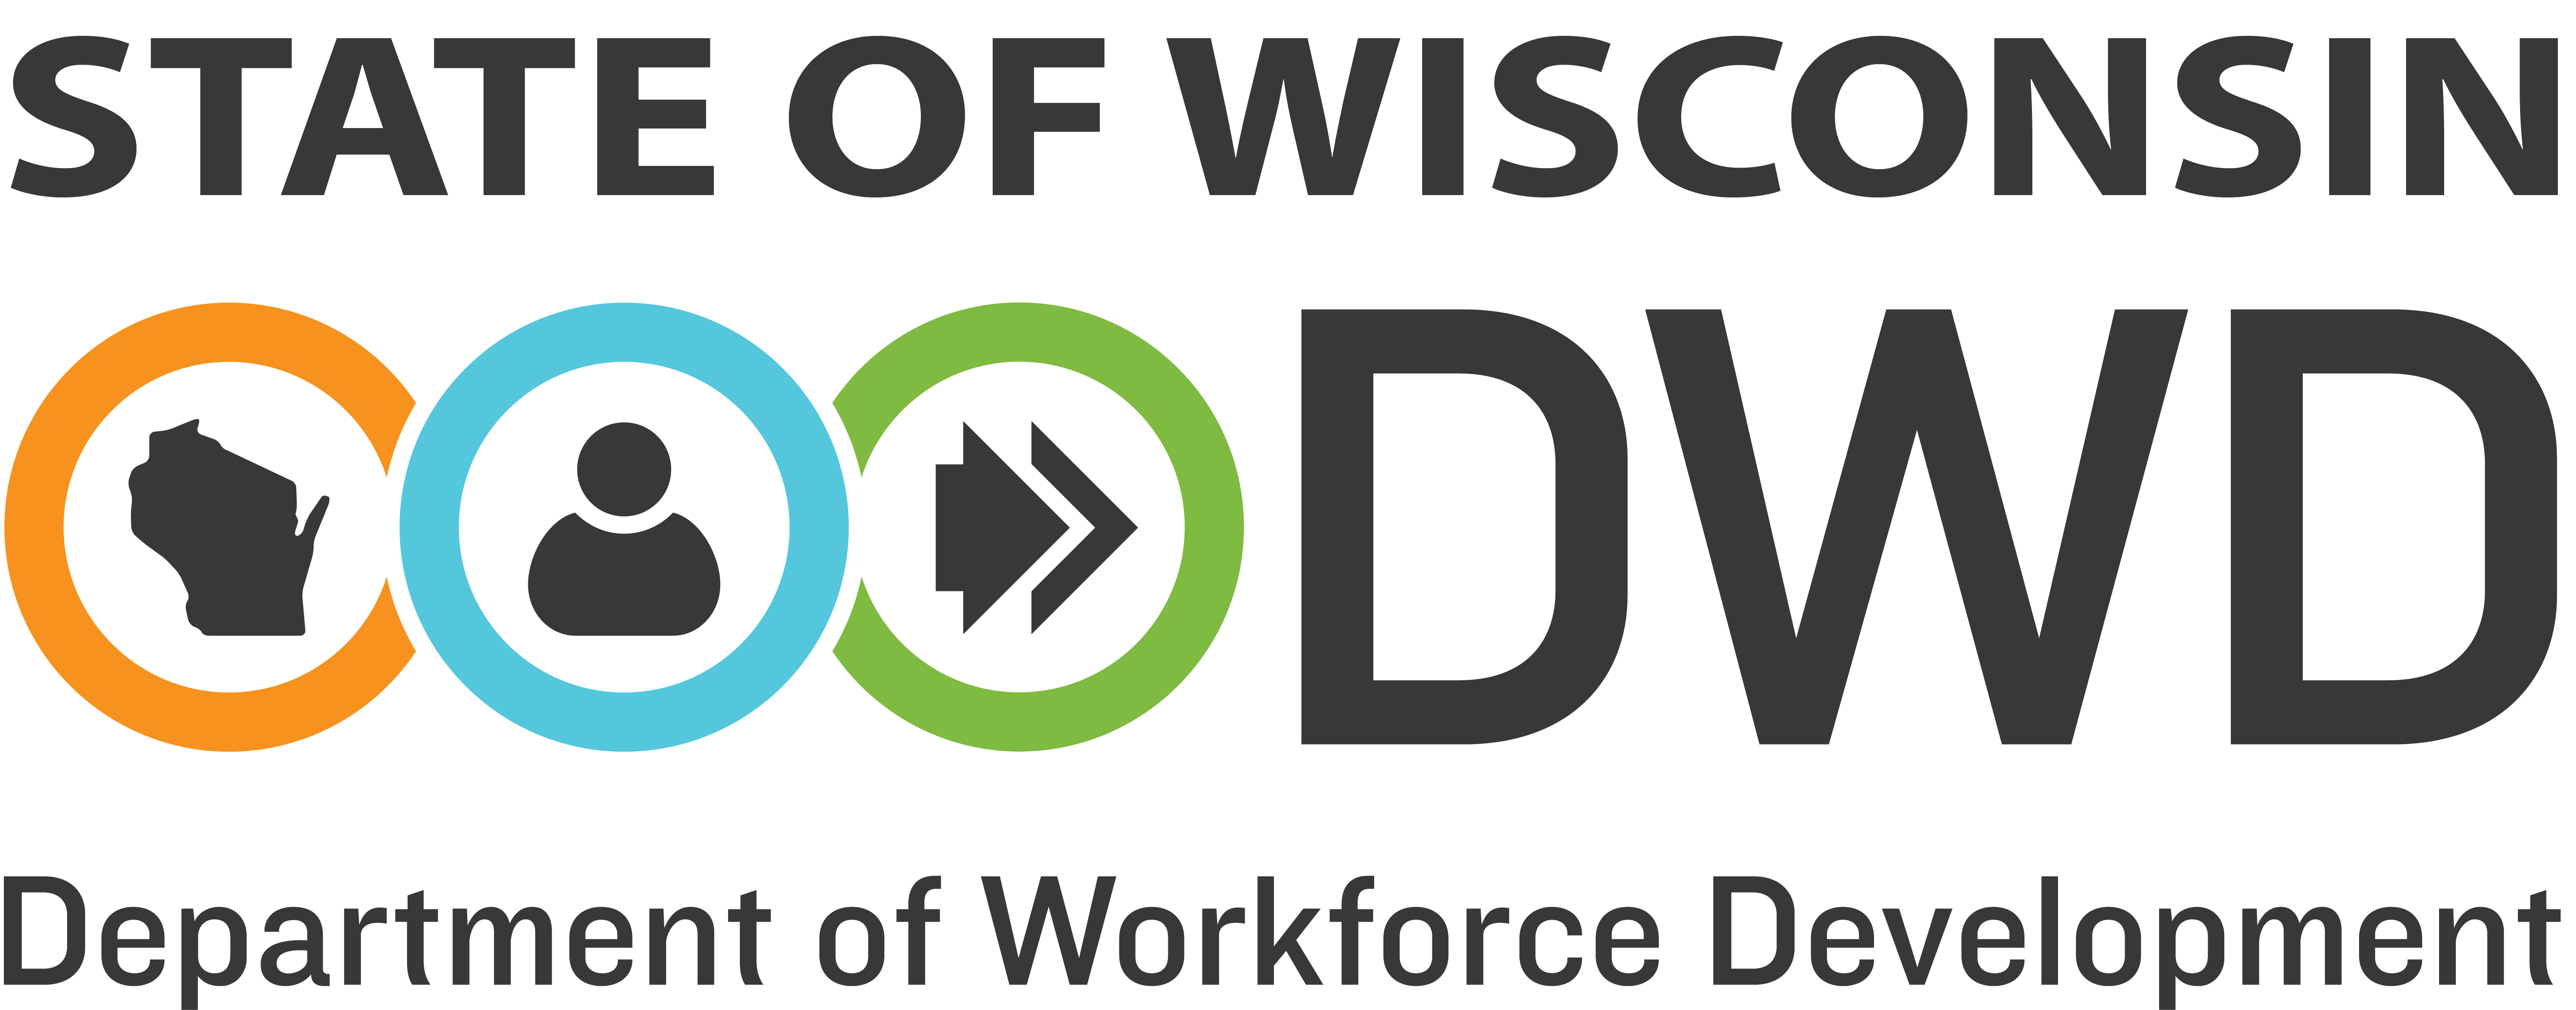 STATE OF WISCONSIN
DWD
Department of Workforce Development